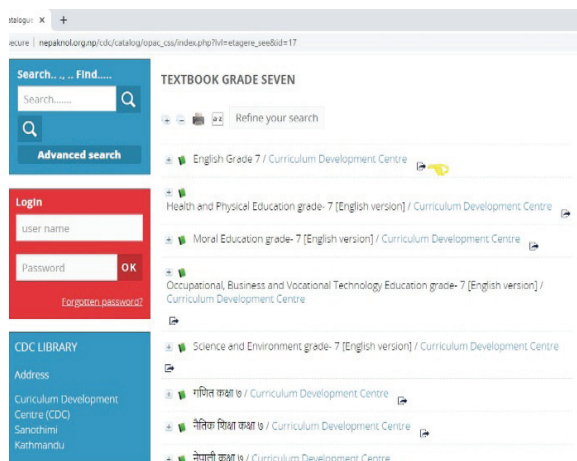 atalogue x +
ecure | nepaknol.org.np/cdc/catalog/opac_css/index.php?lvl=etagere_see&id=17
Search.. ., .. Find.....
Search.......
Advanced search
Login
user name
Password OK
Forgotten password?
CDC LIBRARY
Address
Curiculum Development
Centre (CDC)
Sanothimi
Kathmandu
TEXTBOOK GRADE SEVEN
a z Refine your search
English Grade 7 / Curriculum Development Centre
Health and Physical Education grade- 7 [English version] / Curriculum Development Centre
Moral Education grade- 7 [English version] / Curriculum Development Centre
Occupational, Business and Vocational Technology Education grade- 7 [English version] /
Curriculum Development Centre
Science and Environment grade- 7 [English version] / Curriculum Development Centre
गणित कक्षा ७ / Curriculum Development Centre
नैतिक शिक्षा कक्षा ७ / Curriculum Development Centre
नेपाली कक्षा ७ / Curriculum Development Centre